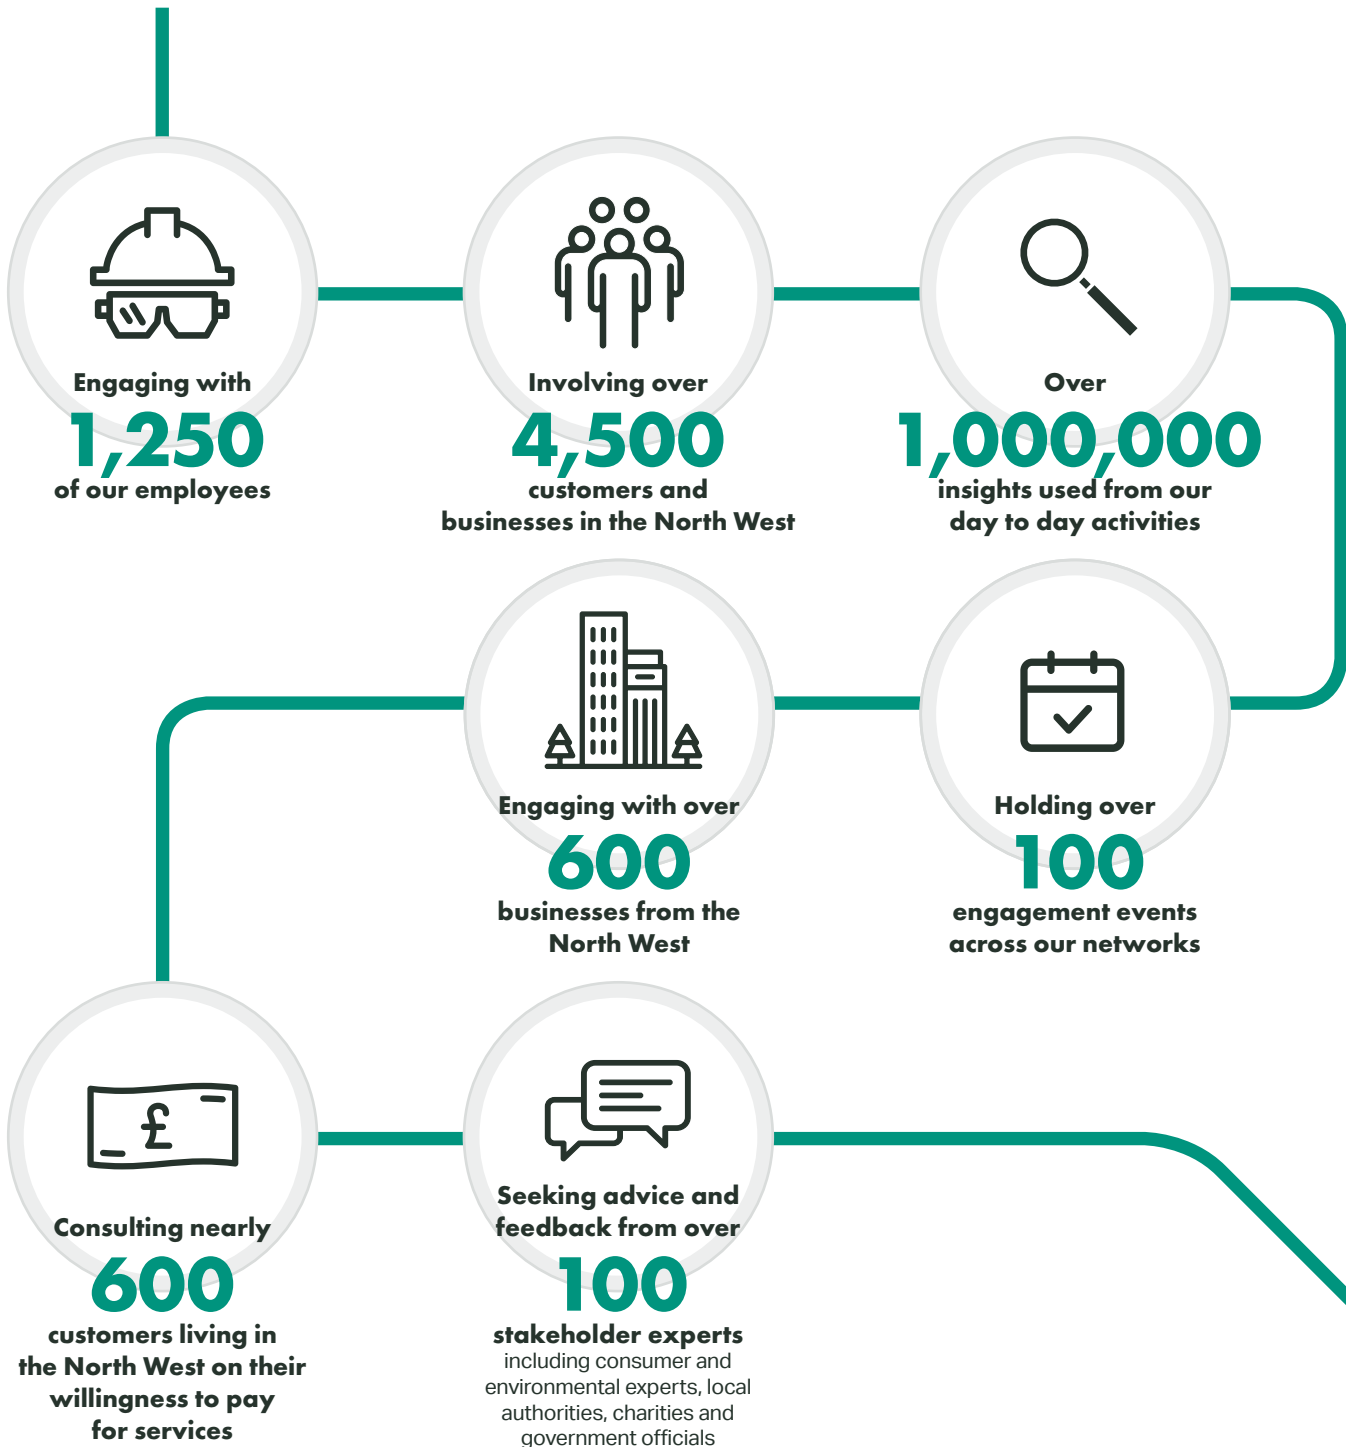 Engaging with
1,250
of our employees
Involving over
4,500
customers and
businesses in the North West
Over
1,000,000
insights used from our
day to day activities
Holding over
100
engagement events
across our networks
Engaging with over
600
businesses from the
North West
£
Consulting nearly
600
customers living in
the North West on their
willingness to pay
for services
Seeking advice and
feedback from over
100
stakeholder experts
including consumer and
environmental experts, local
authorities, charities and
government officials